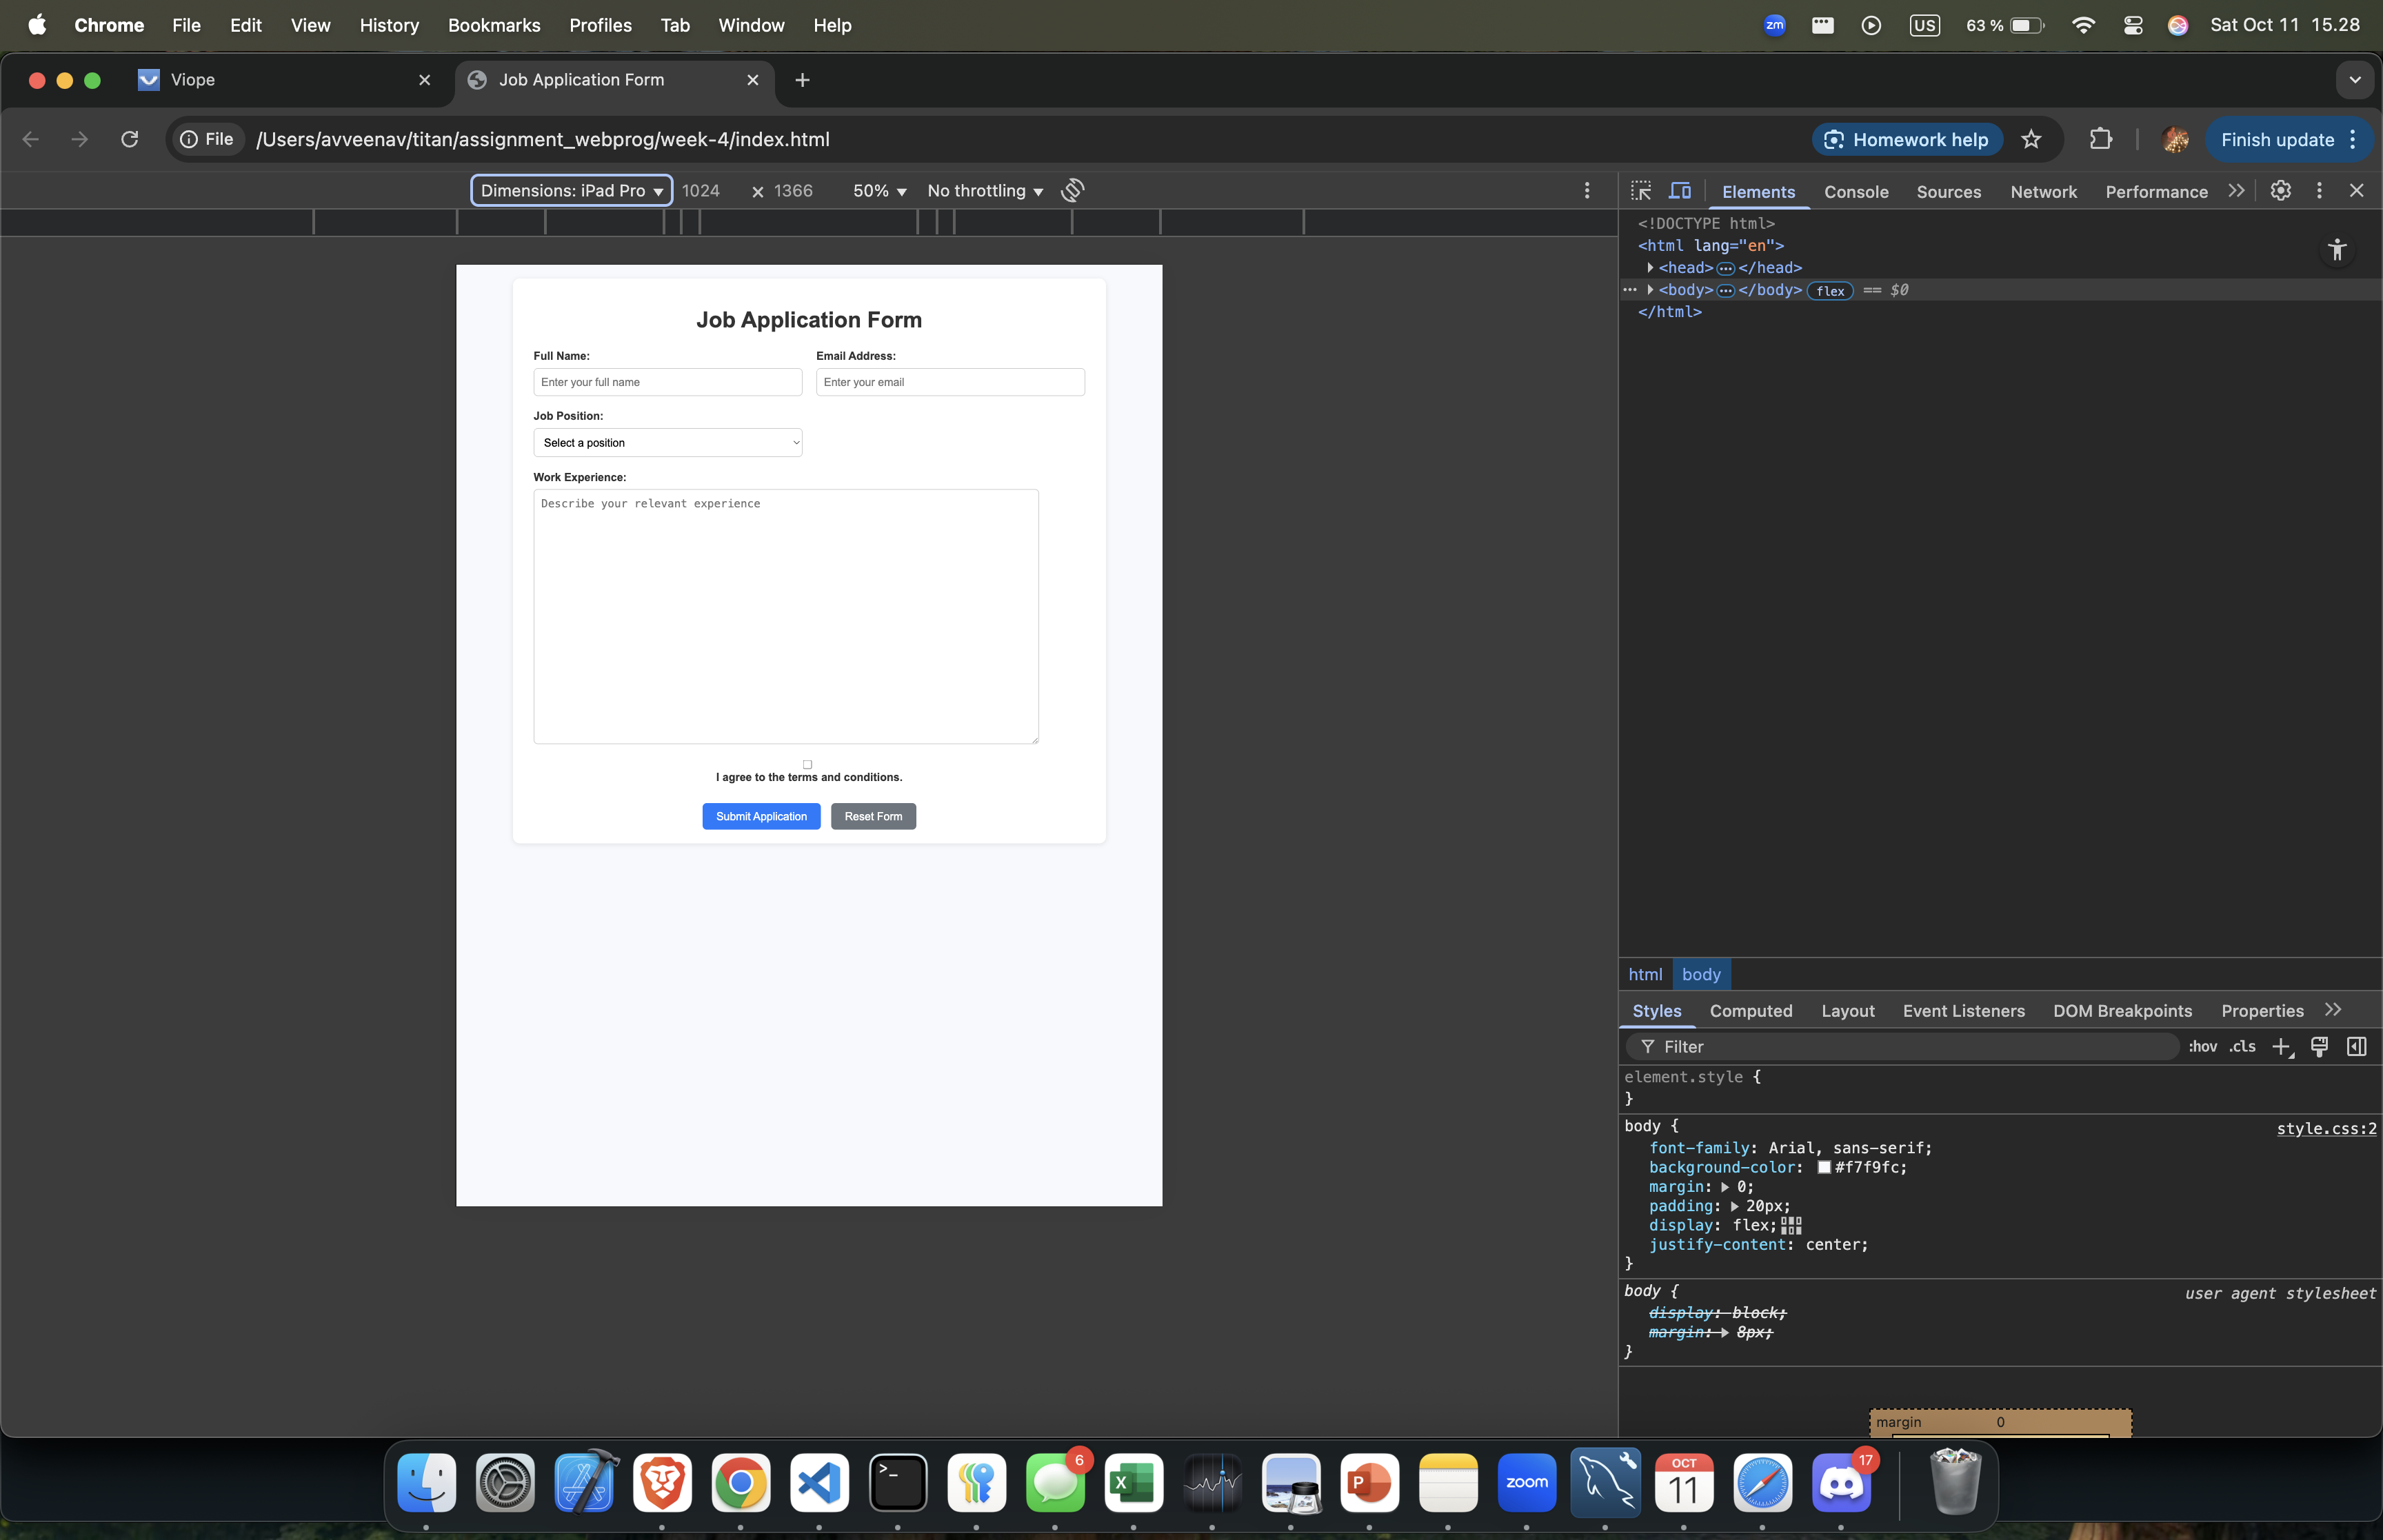 Chrome File Edit View History Bookmarks Profiles Tab Window Help zm US 63 % Sat Oct 11 15.28
Viope Job Application Form
File /Users/avveenav/titan/assignment_webprog/week-4/index.html Homework help Finish update
Dimensions: iPad Pro 1024 × 1366 50% No throttling
Elements Console Sources Network Performance
<!DOCTYPE html>
<html lang="en">
<head> … </head>
… <body> … </body> flex == $0
</html>
Job Application Form
Full Name: Email Address:
Enter your full name Enter your email
Job Position:
Select a position
Work Experience:
Describe your relevant experience
I agree to the terms and conditions.
Submit Application Reset Form
html body
Styles Computed Layout Event Listeners DOM Breakpoints Properties
Filter :hov .cls
element.style {
}
body { style.css:2
font-family: Arial, sans-serif;
background-color: #f7f9fc;
margin: 0;
padding: 20px;
display: flex;
justify-content: center;
}
body { user agent stylesheet
display: block;
margin: 8px;
}
margin 0
6 zoom OCT 17
11